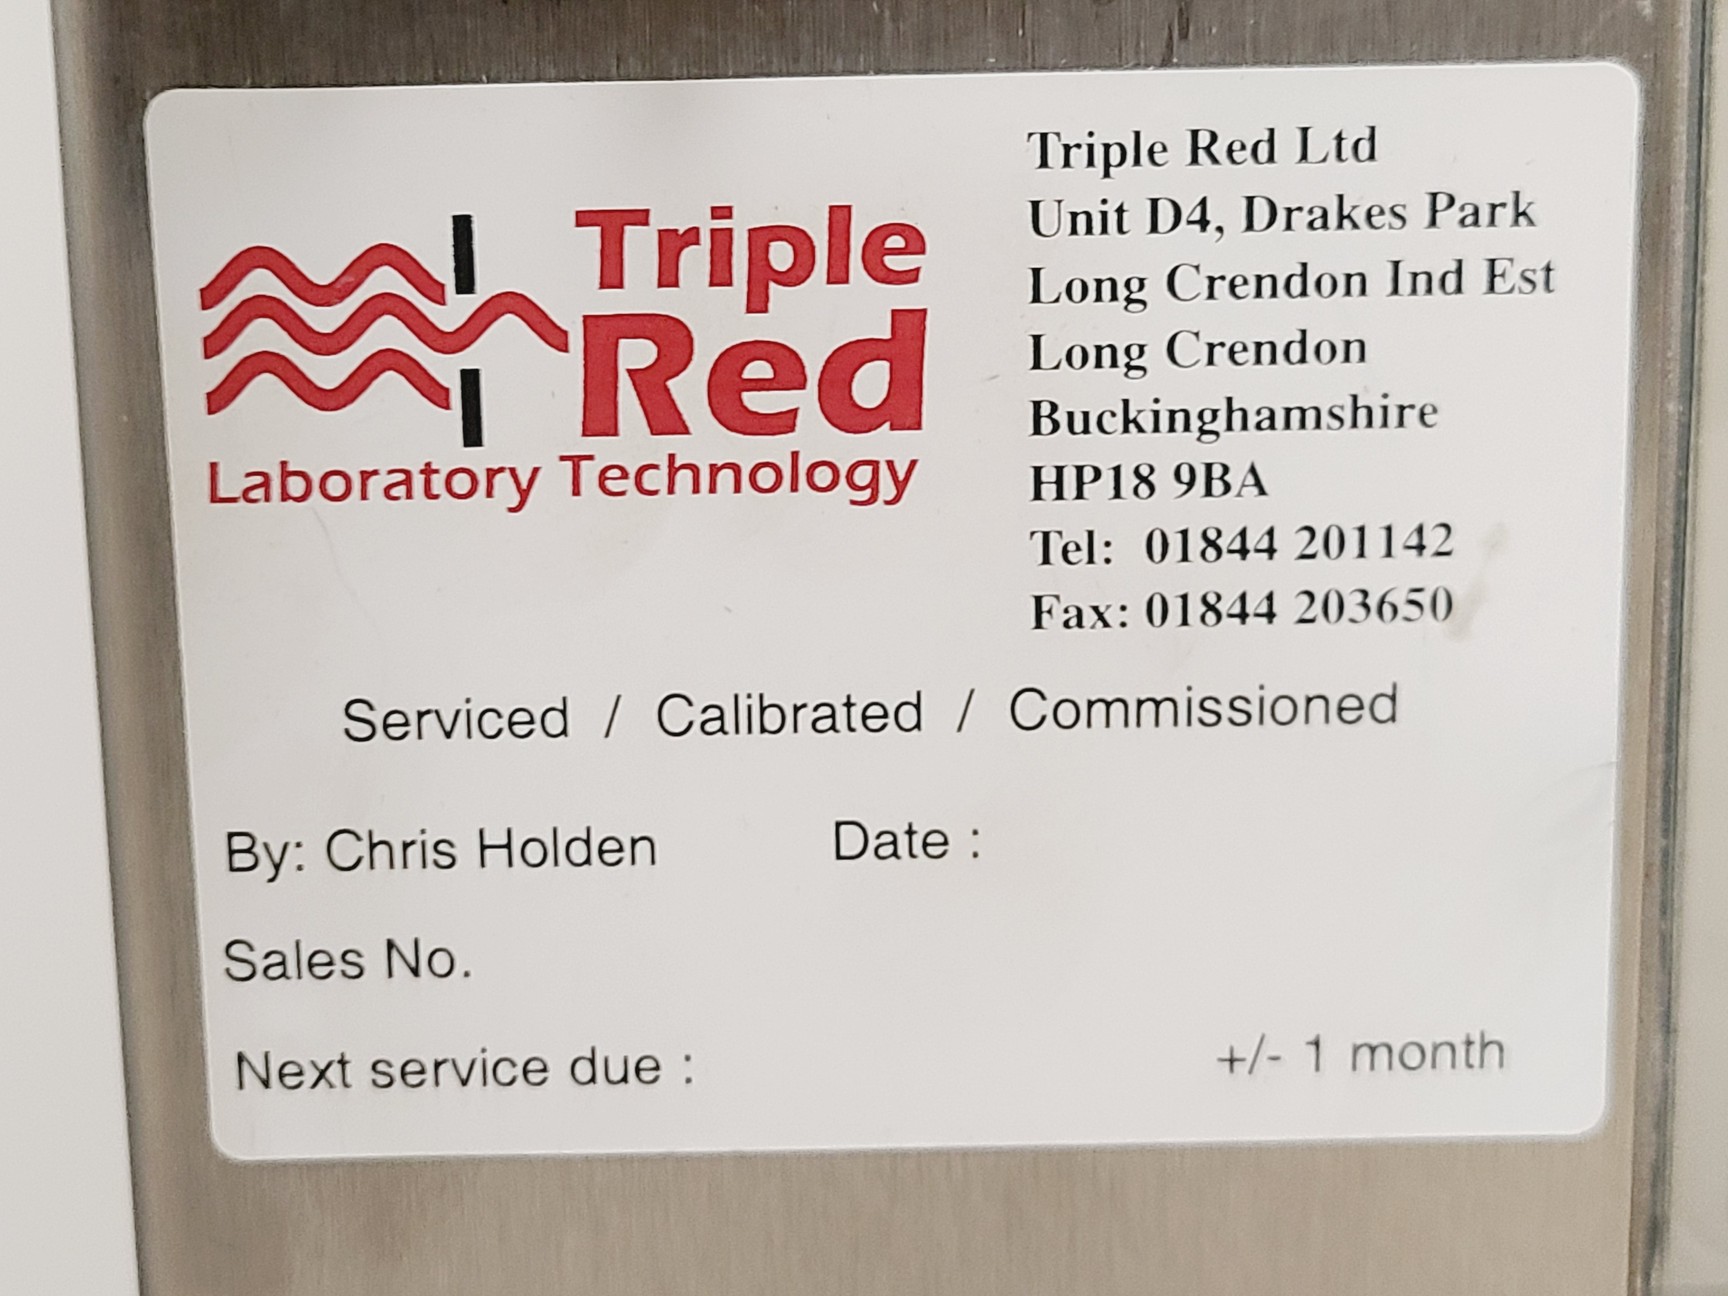 Triple
Red
Laboratory Technology
Triple Red Ltd
Unit D4, Drakes Park
Long Crendon Ind Est
Long Crendon
Buckinghamshire
HP18 9BA
Tel: 01844 201142
Fax: 01844 203650
Serviced / Calibrated / Commissioned
By: Chris Holden Date :
Sales No.
Next service due : +/- 1 month